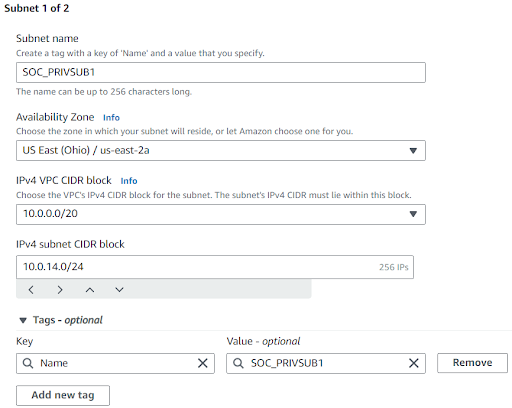 Subnet 1 of 2
Subnet name
Create a tag with a key of 'Name' and a value that you specify.
SOC_PRIVSUB1
The name can be up to 256 characters long.
Availability Zone Info
Choose the zone in which your subnet will reside, or let Amazon choose one for you.
US East (Ohio) / us-east-2a
IPv4 VPC CIDR block Info
Choose the VPC's IPv4 CIDR block for the subnet. The subnet's IPv4 CIDR must lie within this block.
10.0.0.0/20
IPv4 subnet CIDR block
10.0.14.0/24 256 IPs
Tags - optional
Key Value - optional
Name SOC_PRIVSUB1 Remove
Add new tag